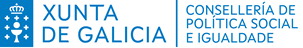 XUNTA
DE GALICIA
CONSELLERÍA DE
POLÍTICA SOCIAL
E IGUALDADE